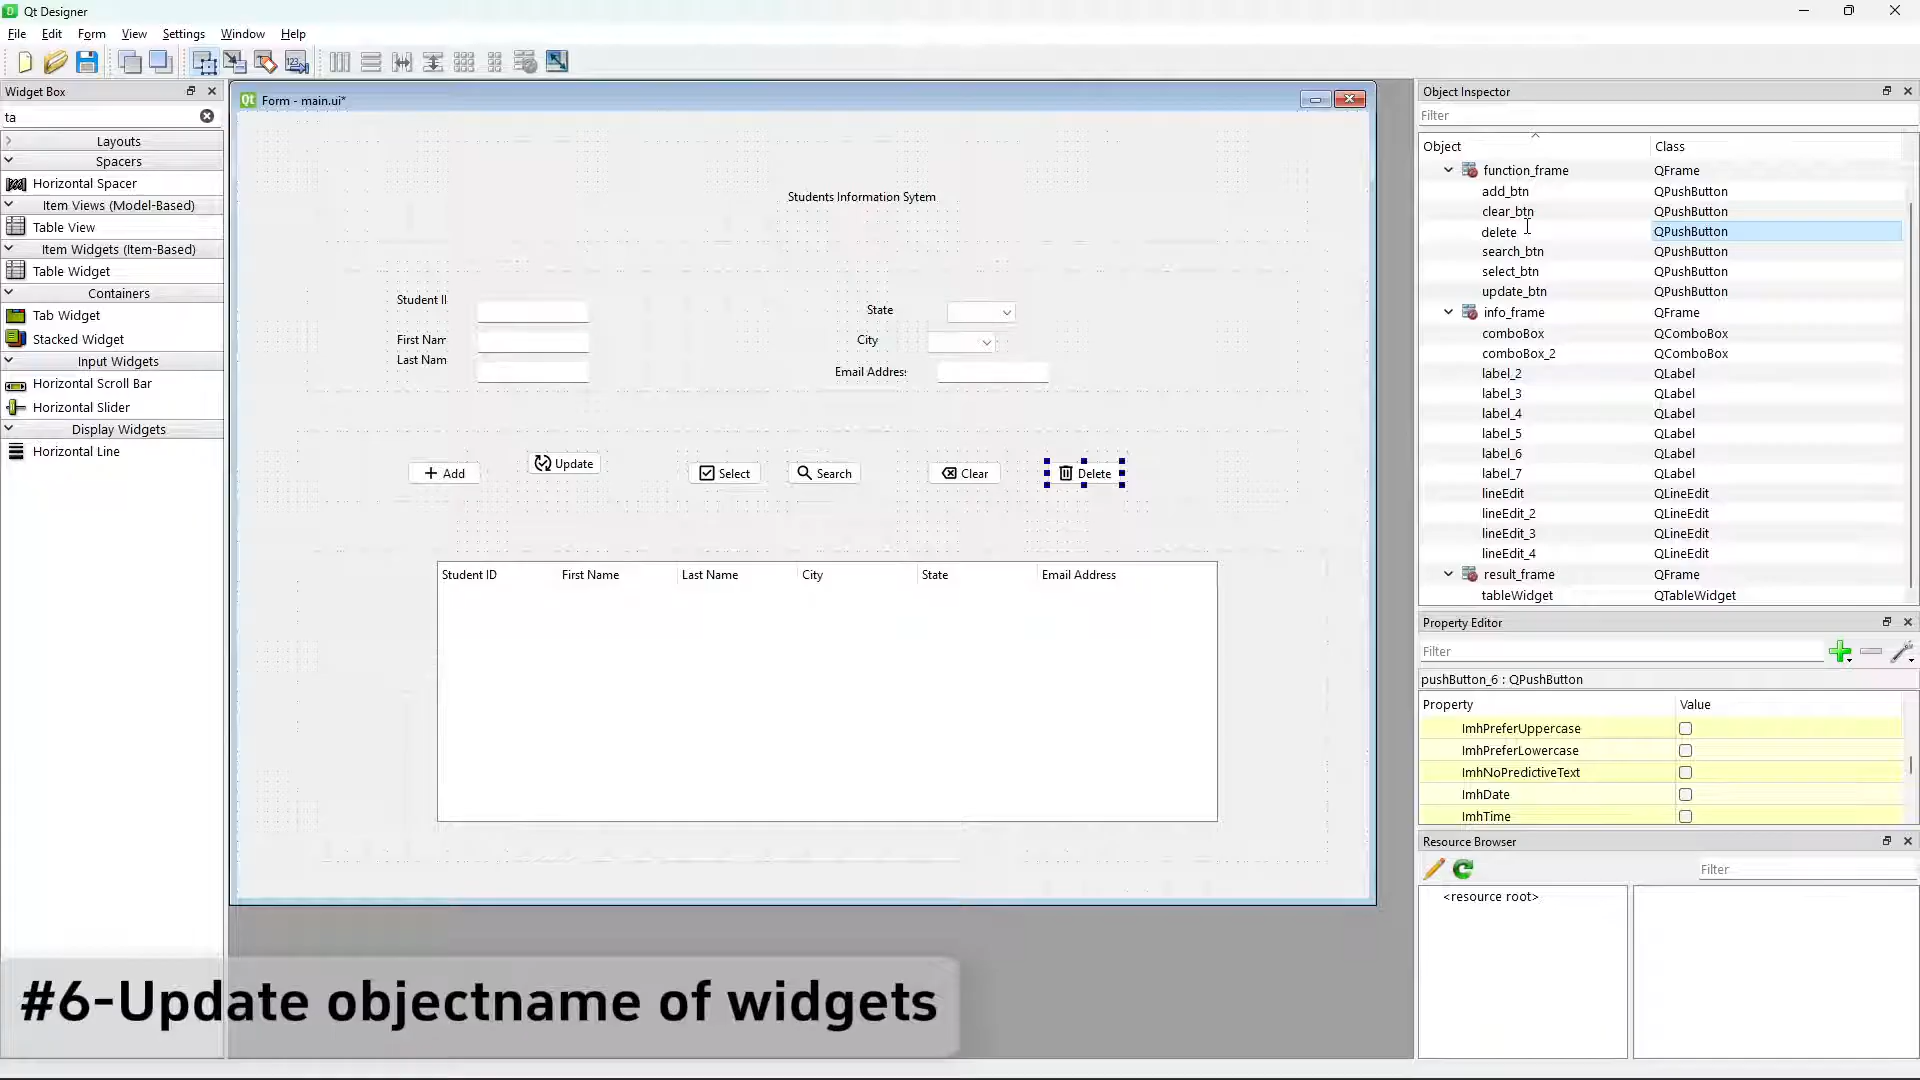 Qt Designer
File Edit Form View Settings Window Help
Widget Box
ta
Layouts
Spacers
Horizontal Spacer
Item Views (Model-Based)
Table View
Item Widgets (Item-Based)
Table Widget
Containers
Tab Widget
Stacked Widget
Input Widgets
Horizontal Scroll Bar
Horizontal Slider
Display Widgets
Horizontal Line
Qt Form - main.ui*
Students Information Sytem
Student I
State
First Nam
City
Last Nam
Email Addres
Add Update Select Search Clear Delete
Student ID First Name Last Name City State Email Address
#6-Update objectname of widgets
Object Inspector
Filter
Object Class
function_frame QFrame
add_btn QPushButton
clear_btn QPushButton
delete QPushButton
search_btn QPushButton
select_btn QPushButton
update_btn QPushButton
info_frame QFrame
comboBox QComboBox
comboBox_2 QComboBox
label_2 QLabel
label_3 QLabel
label_4 QLabel
label_5 QLabel
label_6 QLabel
label_7 QLabel
lineEdit QLineEdit
lineEdit_2 QLineEdit
lineEdit_3 QLineEdit
lineEdit_4 QLineEdit
result_frame QFrame
tableWidget QTableWidget
Property Editor
Filter
pushButton_6 : QPushButton
Property Value
ImhPreferUppercase
ImhPreferLowercase
ImhNoPredictiveText
ImhDate
ImhTime
Resource Browser
Filter
<resource root>